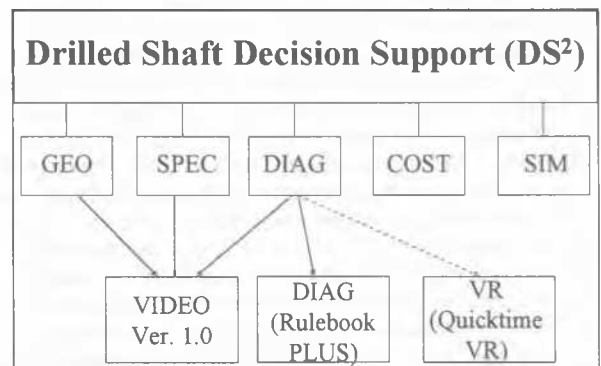 Drilled Shaft Decision Support (DS²)
GEO
SPEC
DIAG
COST
SIM
VIDEO
Ver. 1.0
DIAG
(Rulebook
PLUS)
VR
(Quicktime
VR)